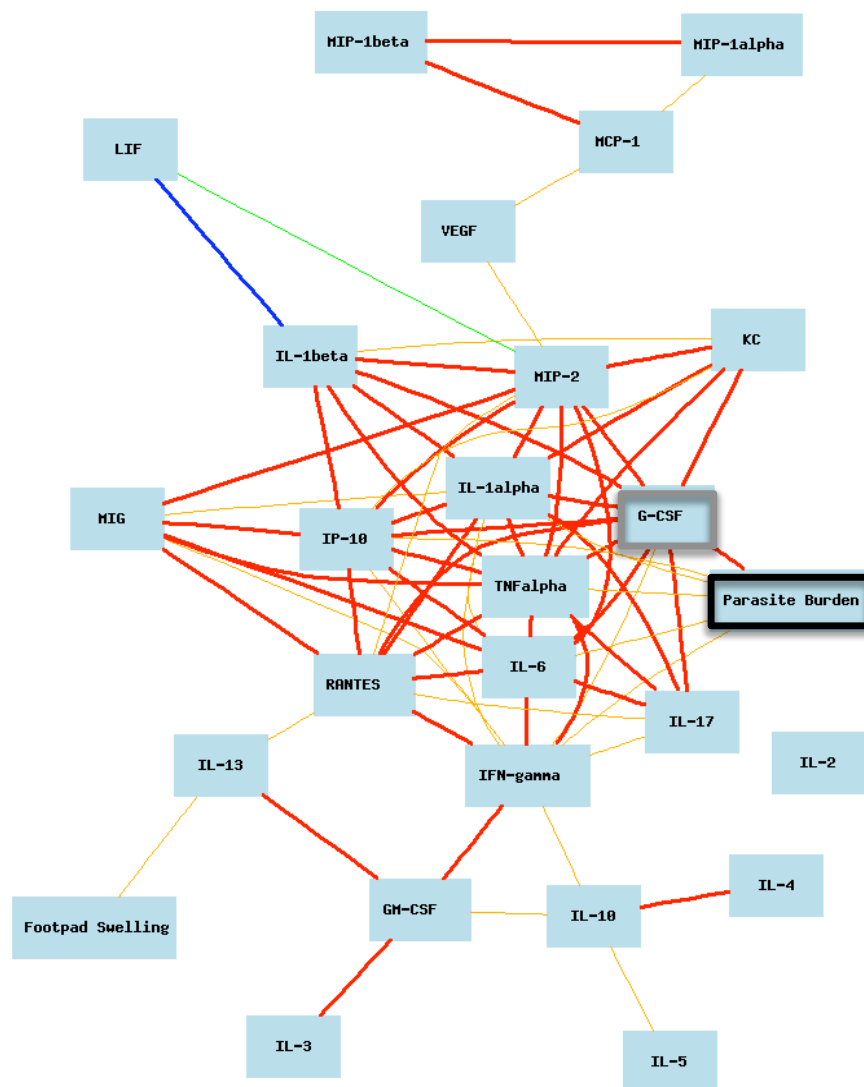 MIP-1beta
MIP-1alpha
LIF
MCP-1
VEGF
IL-1beta
KC
MIP-2
IL-1alpha
MIG
IP-10
G-CSF
TNFalpha
Parasite Burden
RANTES
IL-6
IL-17
IL-13
IFN-gamma
IL-2
Footpad Swelling
GM-CSF
IL-10
IL-4
IL-3
IL-5